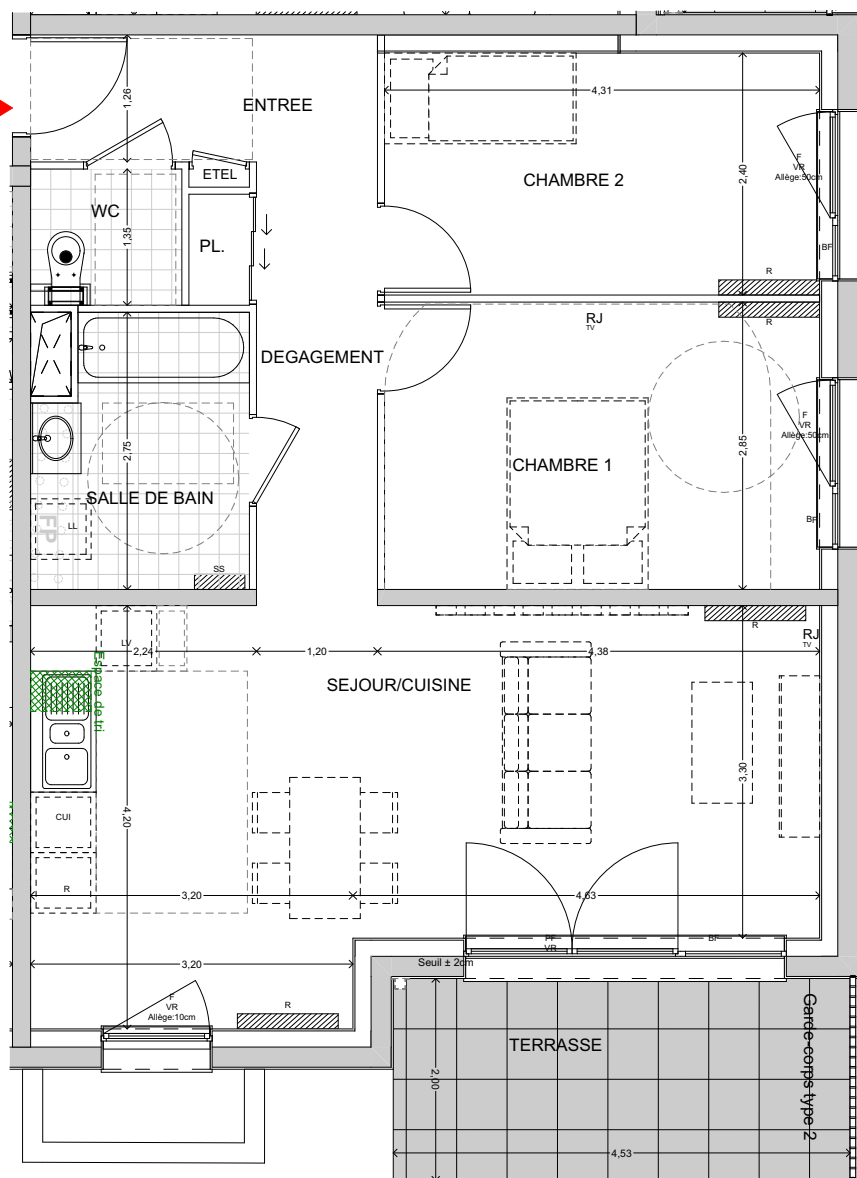 ENTREE
1,26
4,31
ETEL
WC
1,35
PL.
CHAMBRE 2
2,40
F
VR
Allège:50cm
BF
R
R
RJ
TV
DEGAGEMENT
2,75
SALLE DE BAIN
FP
LL
SS
CHAMBRE 1
2,85
F
VR
Allège:50cm
BF
R
RJ
TV
LV
2,24
1,20
4,38
Espace de tri
SEJOUR/CUISINE
3,30
4,20
CUI
R
3,20
4,63
3,20
PF
VR
BF
Seuil ± 2cm
F
VR
Allège:10cm
R
TERRASSE
Garde-corps type 2
2,00
4,53